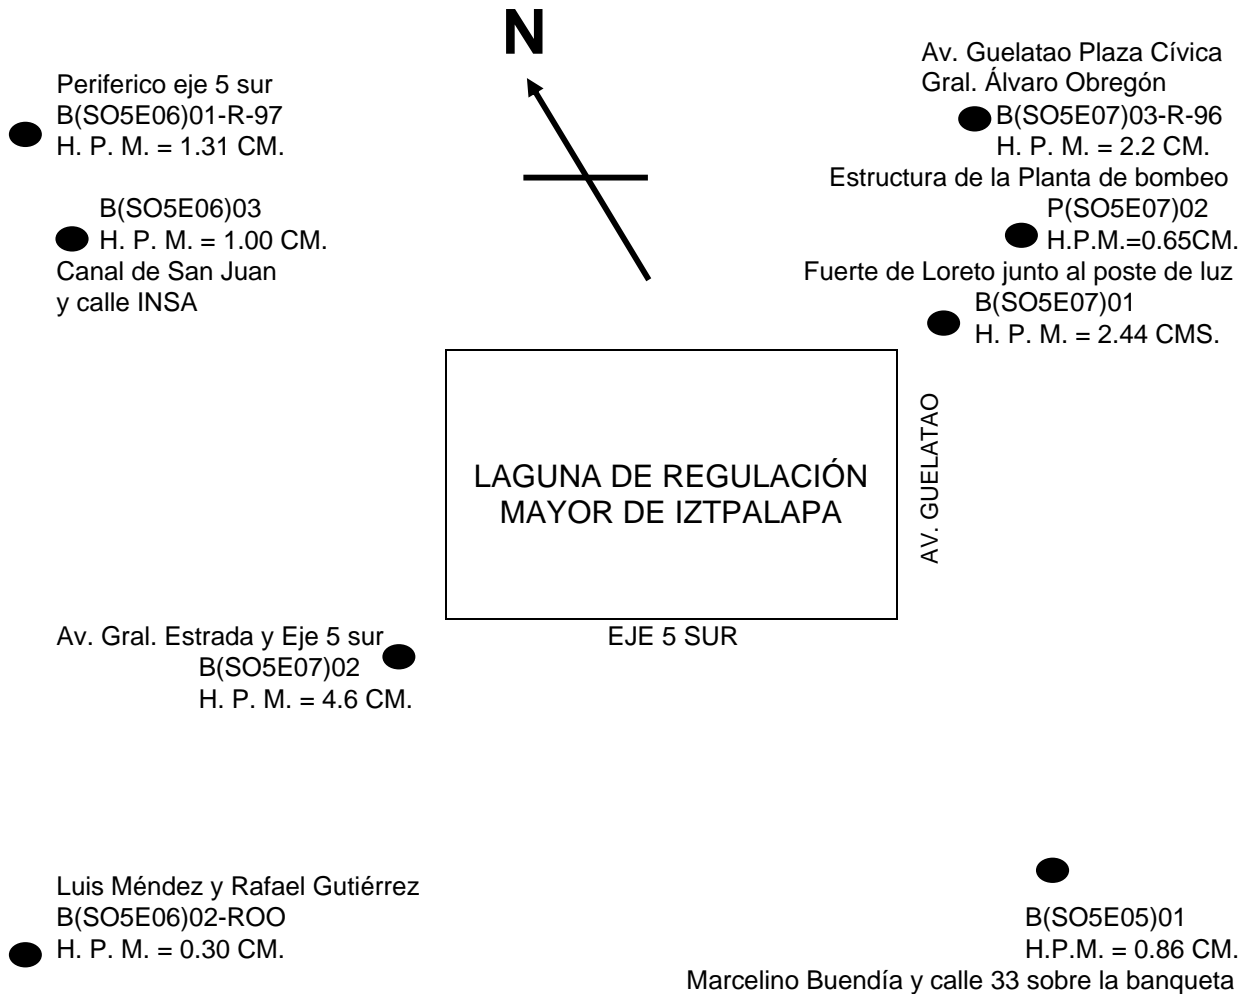 N
Periferico eje 5 sur
B(SO5E06)01-R-97
H. P. M. = 1.31 CM.
B(SO5E06)03
H. P. M. = 1.00 CM.
Canal de San Juan
y calle INSA
Av. Guelatao Plaza Cívica
Gral. Álvaro Obregón
B(SO5E07)03-R-96
H. P. M. = 2.2 CM.
Estructura de la Planta de bombeo
P(SO5E07)02
H.P.M.=0.65CM.
Fuerte de Loreto junto al poste de luz
B(SO5E07)01
H. P. M. = 2.44 CMS.
LAGUNA DE REGULACIÓN
MAYOR DE IZTPALAPA
AV. GUELATAO
EJE 5 SUR
Av. Gral. Estrada y Eje 5 sur
B(SO5E07)02
H. P. M. = 4.6 CM.
Luis Méndez y Rafael Gutiérrez
B(SO5E06)02-ROO
H. P. M. = 0.30 CM.
B(SO5E05)01
H.P.M. = 0.86 CM.
Marcelino Buendía y calle 33 sobre la banqueta